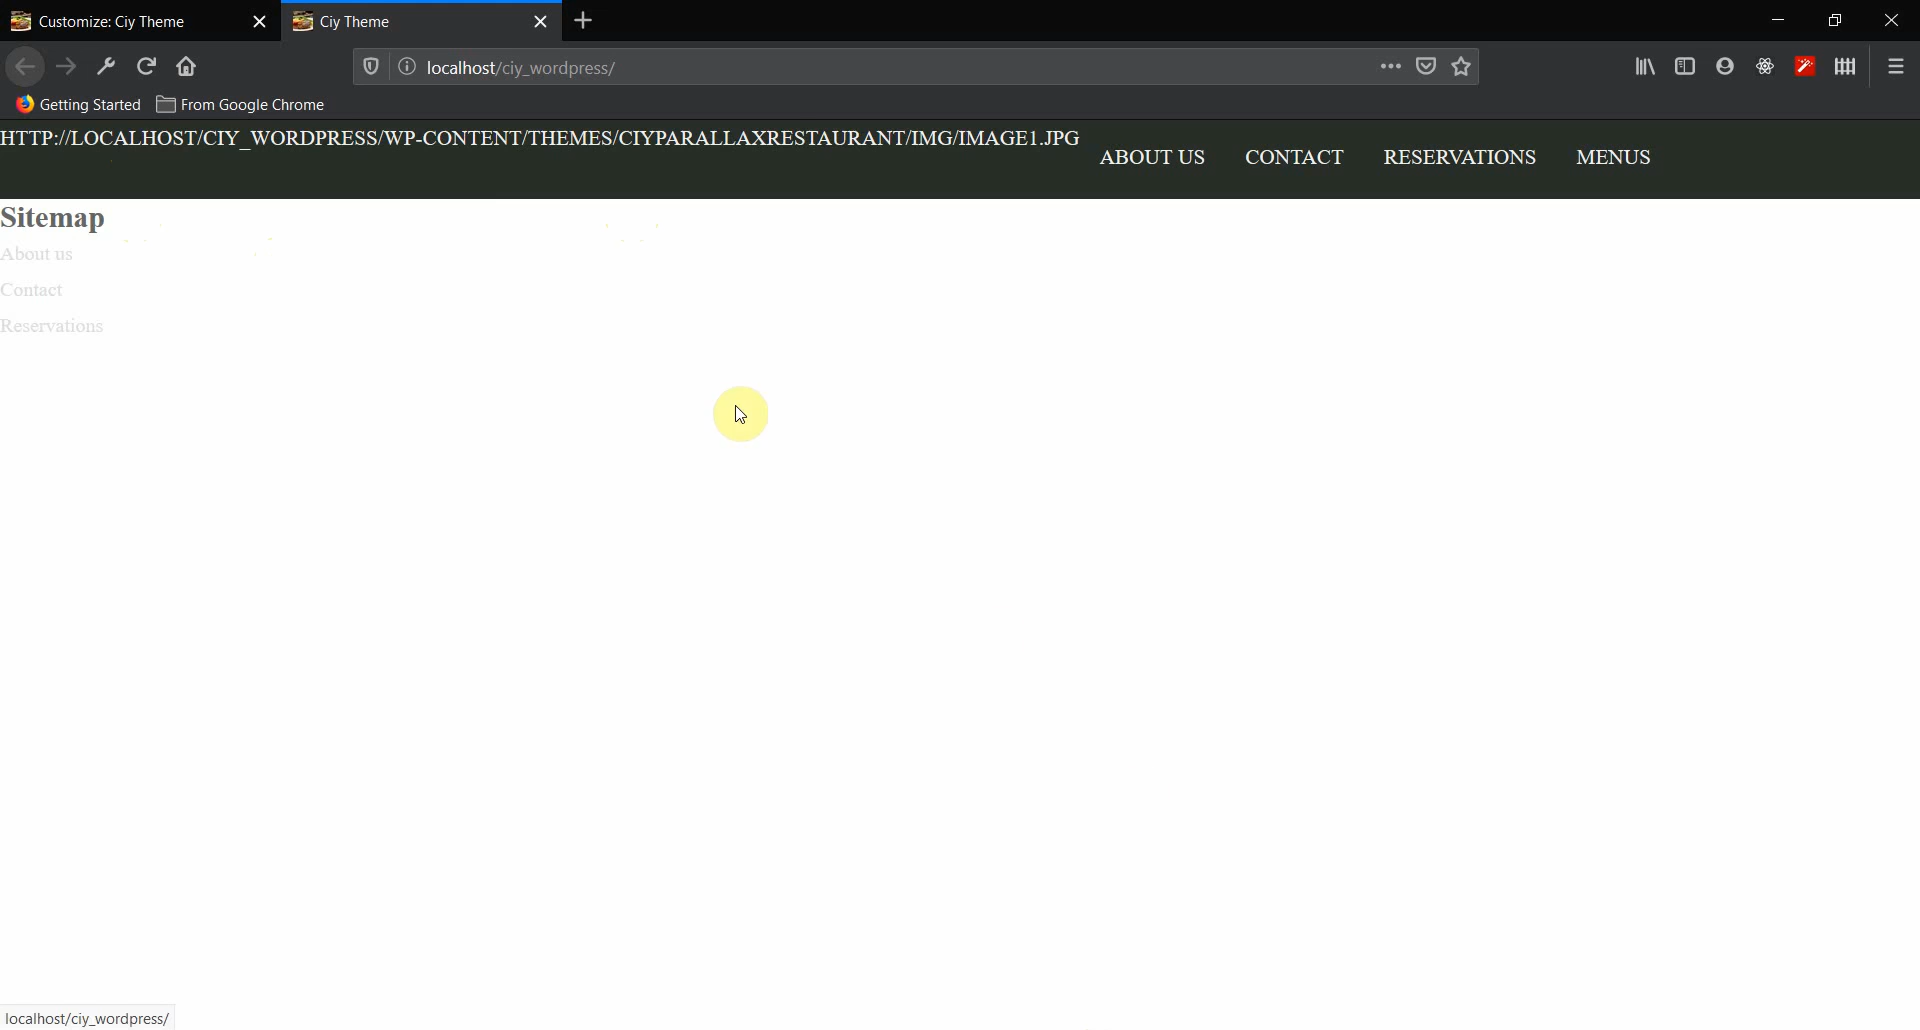 Customize: Ciy Theme
Ciy Theme
localhost/ciy_wordpress/
Getting Started
From Google Chrome
HTTP://LOCALHOST/CIY_WORDPRESS/WP-CONTENT/THEMES/CIYPARALLAXRESTAURANT/IMG/IMAGE1.JPG
ABOUT US CONTACT RESERVATIONS MENUS
Sitemap
About us
Contact
Reservations
localhost/ciy_wordpress/